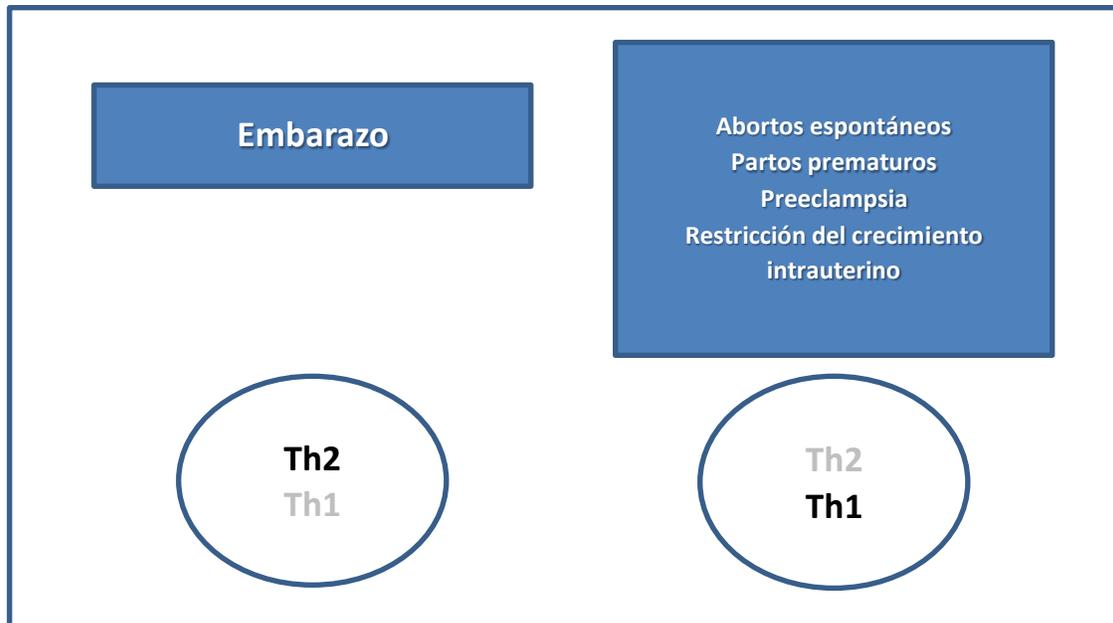 Embarazo
Abortos espontáneos
Partos prematuros
Preeclampsia
Restricción del crecimiento
intrauterino
Th2
Th1
Th2
Th1